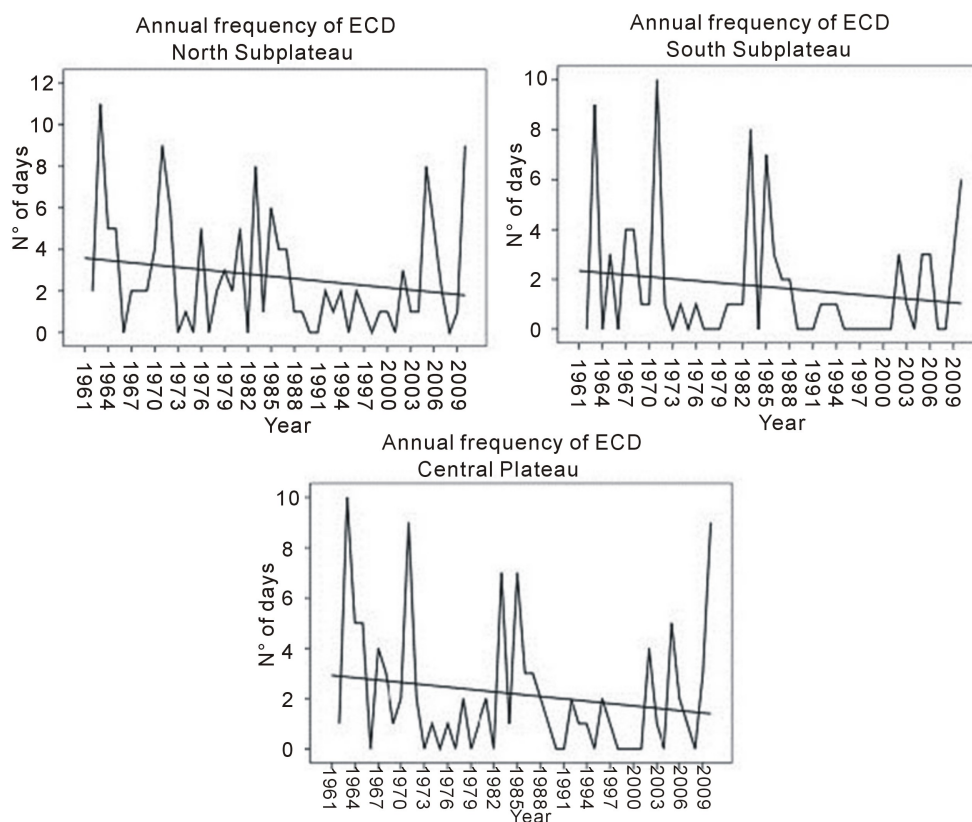 Annual frequency of ECD
North Subplateau
N° of days
12
10
8
6
4
2
0
1961 1964 1967 1970 1973 1976 1979 1982 1985 1988 1991 1994 1997 2000 2003 2006 2009
Year
Annual frequency of ECD
South Subplateau
N° of days
10
8
6
4
2
0
1961 1964 1967 1970 1973 1976 1979 1982 1985 1988 1991 1994 1997 2000 2003 2006 2009
Year
Annual frequency of ECD
Central Plateau
N° of days
10
8
6
4
2
0
1961 1964 1967 1970 1973 1976 1979 1982 1985 1988 1991 1994 1997 2000 2003 2006 2009
Year